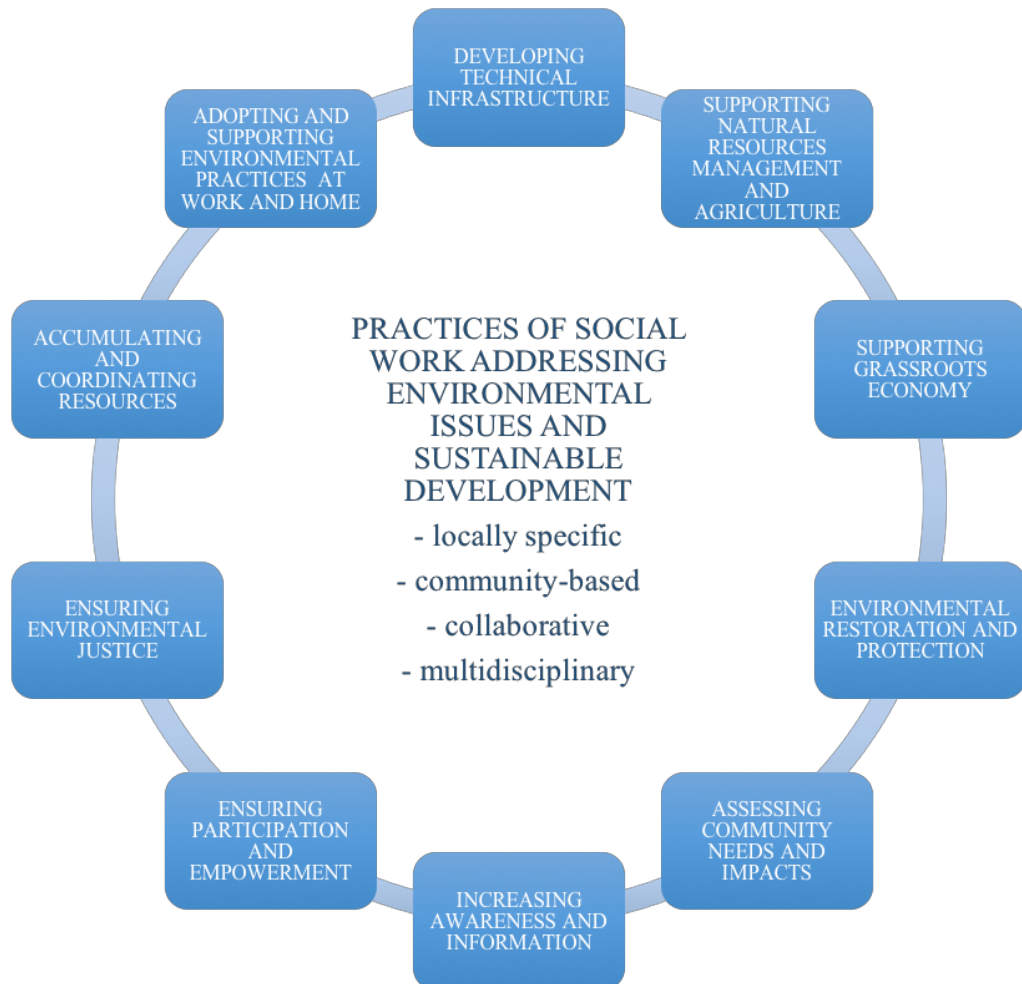 DEVELOPING
TECHNICAL
INFRASTRUCTURE
SUPPORTING
NATURAL
RESOURCES
MANAGEMENT
AND
AGRICULTURE
SUPPORTING
GRASSROOTS
ECONOMY
ENVIRONMENTAL
RESTORATION AND
PROTECTION
ASSESSING
COMMUNITY
NEEDS AND
IMPACTS
INCREASING
AWARENESS AND
INFORMATION
ENSURING
PARTICIPATION
AND
EMPOWERMENT
ENSURING
ENVIRONMENTAL
JUSTICE
ACCUMULATING
AND
COORDINATING
RESOURCES
ADOPTING AND
SUPPORTING
ENVIRONMENTAL
PRACTICES AT
WORK AND HOME
PRACTICES OF SOCIAL
WORK ADDRESSING
ENVIRONMENTAL
ISSUES AND
SUSTAINABLE
DEVELOPMENT
- locally specific
- community-based
- collaborative
- multidisciplinary